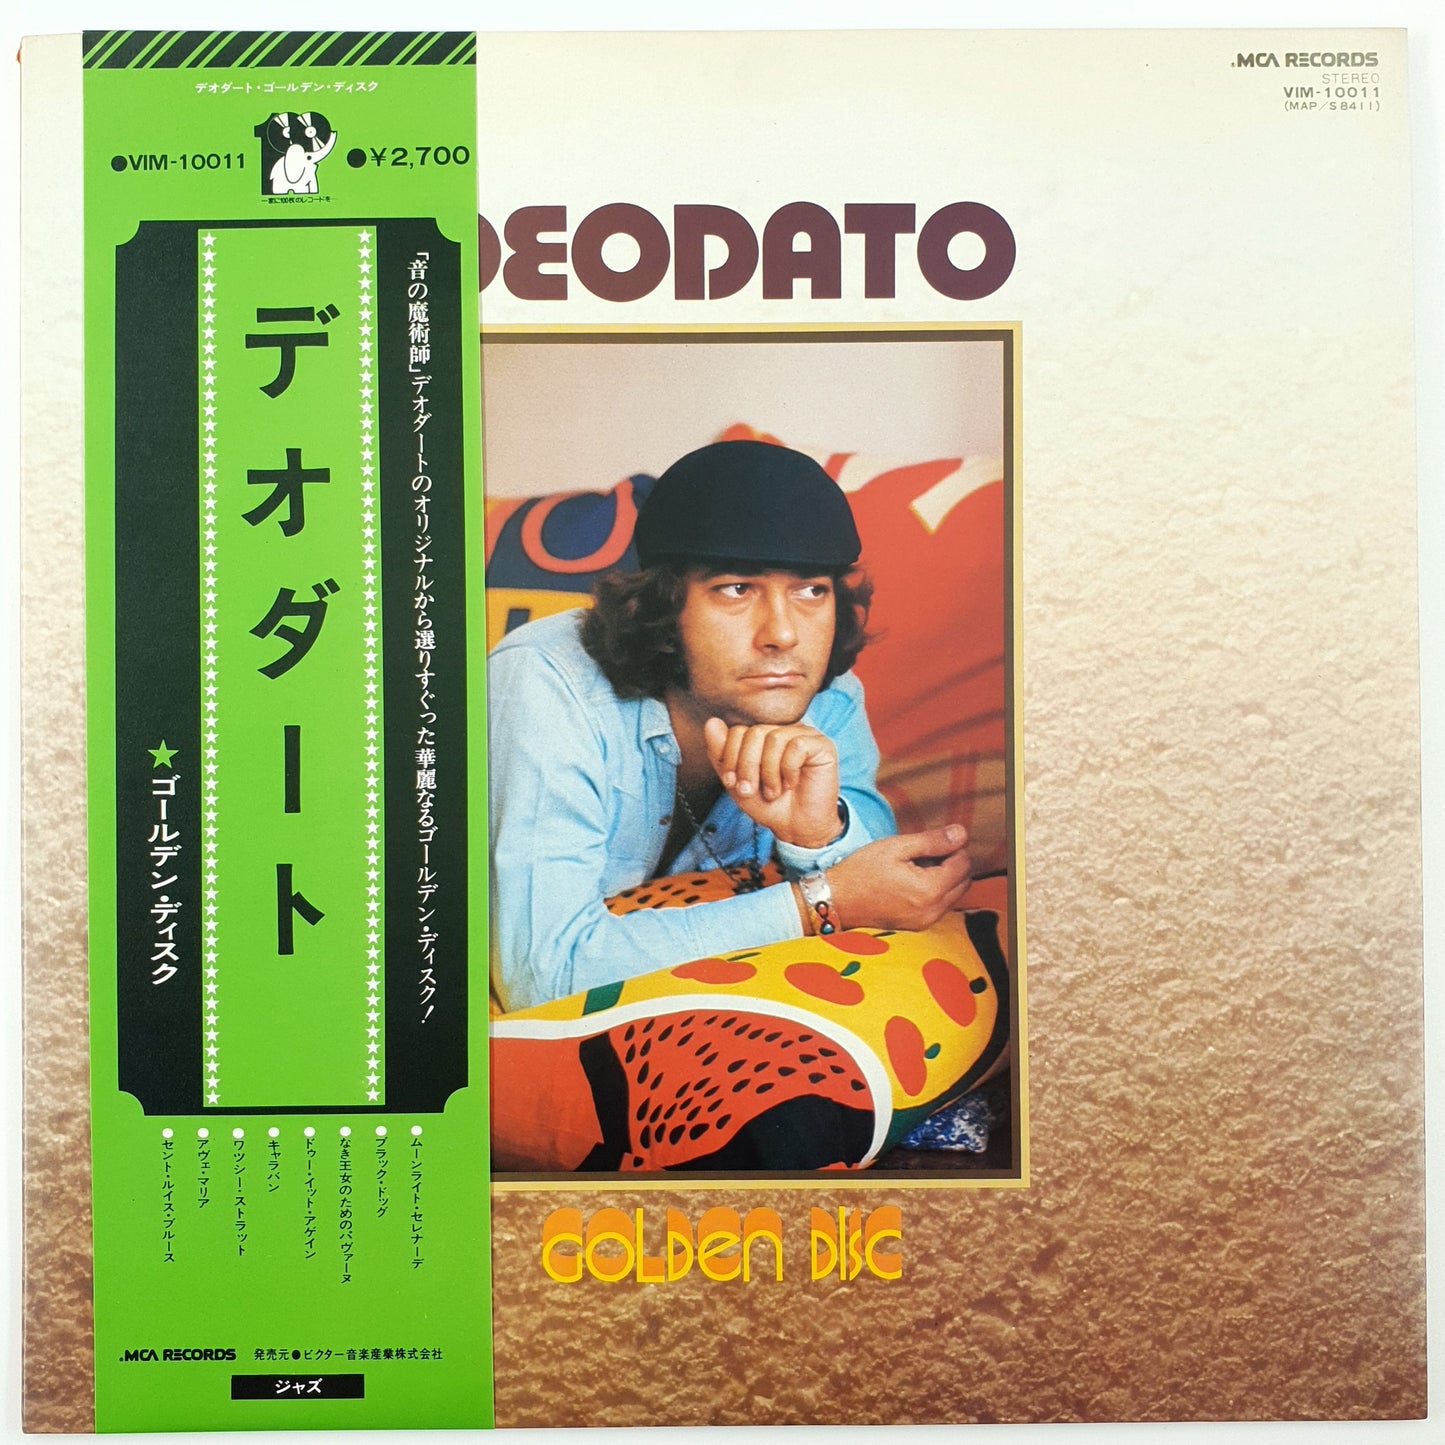 デオダート・ゴールデン・ディスク
●VIM-10011
●¥2,700
一家に100枚のレコードを
「音の魔術師」デオダートのオリジナルから選りすぐった華麗なるゴールデン・ディスク!
デオダート
★ゴールデン・ディスク
●ムーンライト・セレナーデ
●ブラック・ドッグ
●なき王女のためのパヴァーヌ
●ドゥー・イット・アゲイン
●キャラバン
●ワツシー・ストラット
●アヴェ・マリア
●セント・ルイス・ブルース
MCA RECORDS 発売元●ビクター音楽産業株式会社
ジャズ
MCA RECORDS
STEREO
VIM-10011
(MAP/S8411)
DEODATO
GOLDEN DISC